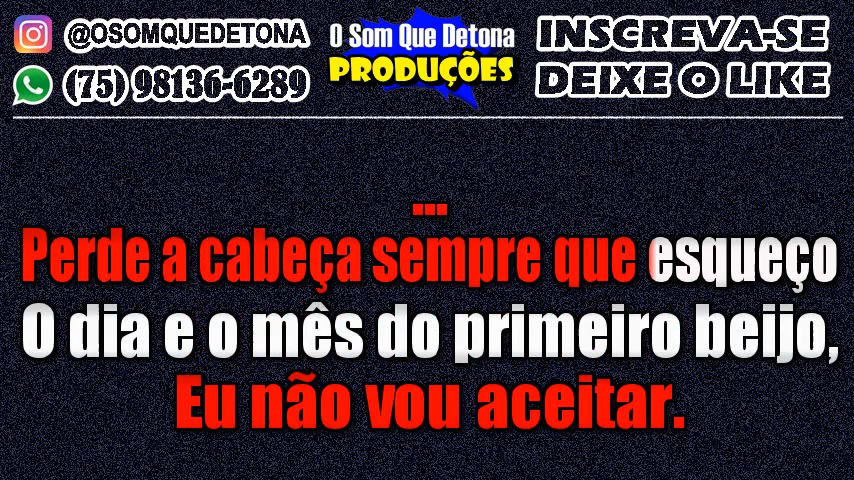 @OSOMQUEDETONA
(75) 98136-6289
O Som Que Detona
PRODUÇÕES
INSCREVA-SE
DEIXE O LIKE
...
Perde a cabeça sempre que esqueço
O dia e o mês do primeiro beijo,
Eu não vou aceitar.